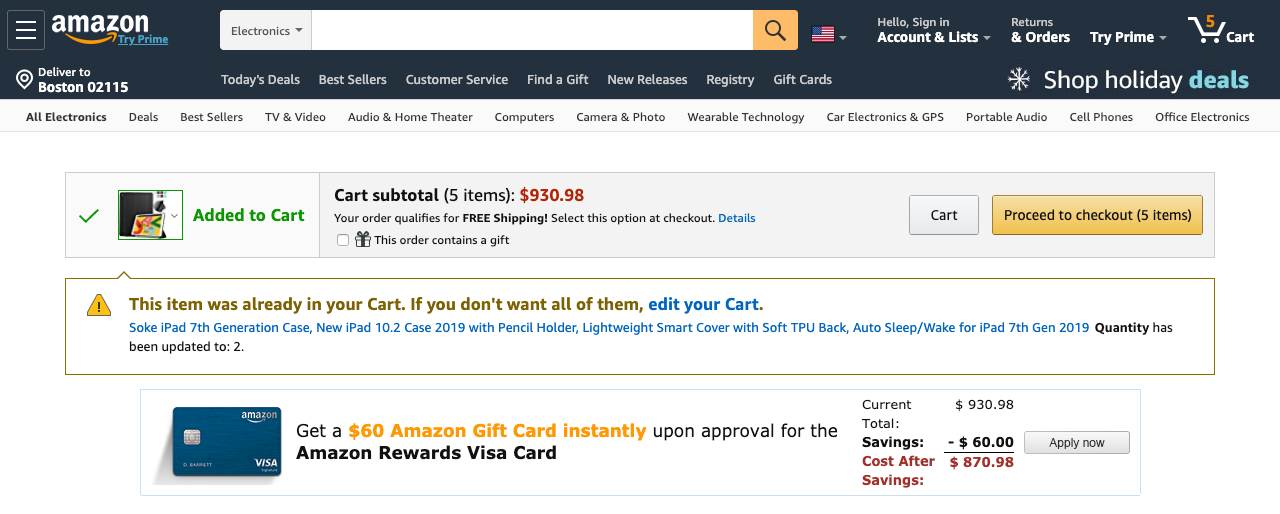 amazon
Try Prime
Electronics
Hello, Sign in
Account & Lists
Returns
& Orders
Try Prime
5
Cart
Deliver to
Boston 02115
Today's Deals Best Sellers Customer Service Find a Gift New Releases Registry Gift Cards
Shop holiday deals
All Electronics Deals Best Sellers TV & Video Audio & Home Theater Computers Camera & Photo Wearable Technology Car Electronics & GPS Portable Audio Cell Phones Office Electronics
Added to Cart
Cart subtotal (5 items): $930.98
Your order qualifies for FREE Shipping! Select this option at checkout. Details
This order contains a gift
Cart
Proceed to checkout (5 items)
This item was already in your Cart. If you don't want all of them, edit your Cart.
Soke iPad 7th Generation Case, New iPad 10.2 Case 2019 with Pencil Holder, Lightweight Smart Cover with Soft TPU Back, Auto Sleep/Wake for iPad 7th Gen 2019 Quantity has
been updated to: 2.
amazon
D. BARRETT
VISA
Signature
Get a $60 Amazon Gift Card instantly upon approval for the
Amazon Rewards Visa Card
Current $ 930.98
Total:
Savings: - $ 60.00
Cost After $ 870.98
Savings:
Apply now